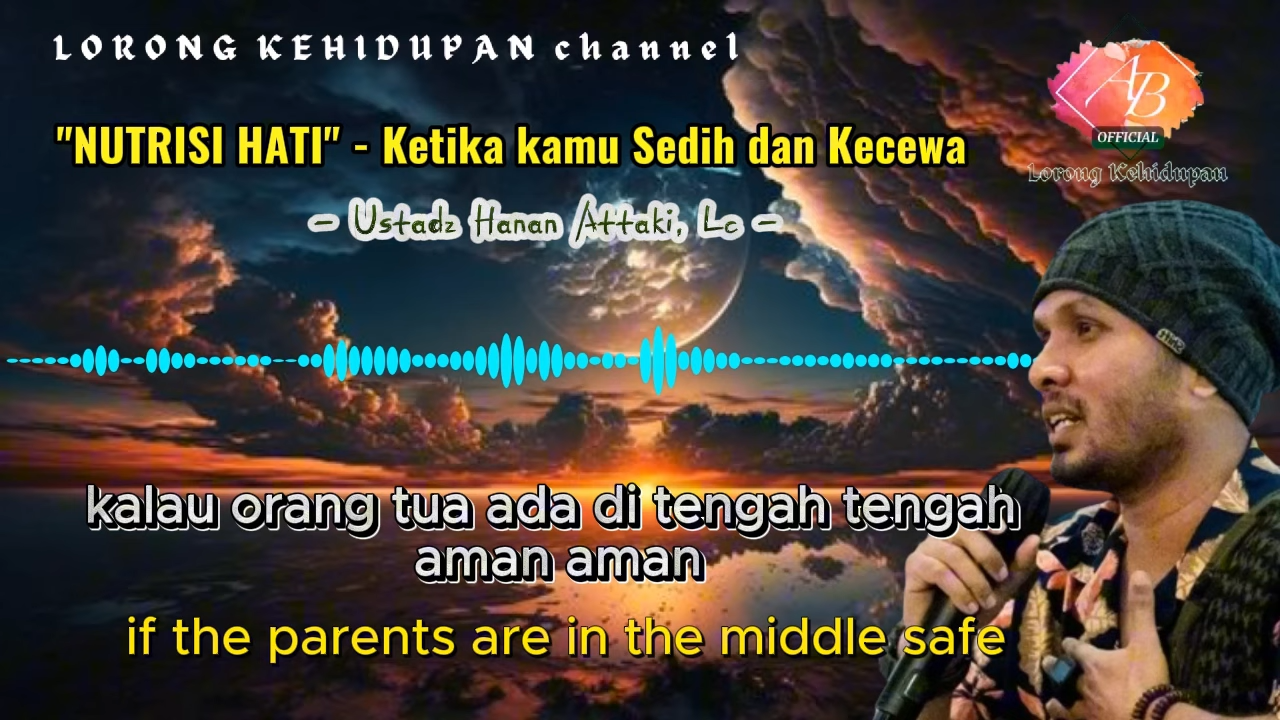 LORONG KEHIDUPAN channel
AB
OFFICIAL
Lorong Kehidupan
"NUTRISI HATI" - Ketika kamu Sedih dan Kecewa
- Ustadz Hanan Attaki, Lc -
kalau orang tua ada di tengah tengah
aman aman
if the parents are in the middle safe